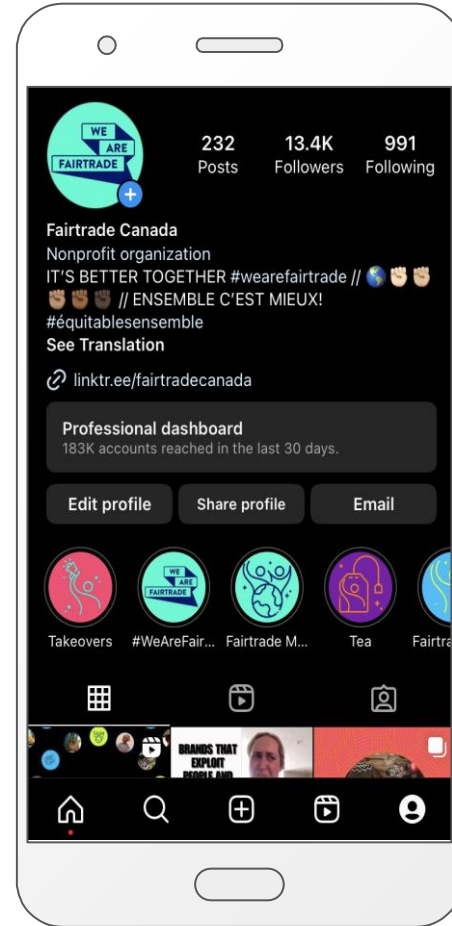 WE
ARE
FAIRTRADE
232 13.4K 991
Posts Followers Following
Fairtrade Canada
Nonprofit organization
IT'S BETTER TOGETHER #wearefairtrade // 🌎✊🏻✊🏼
✊🏽✊🏾✊🏿 // ENSEMBLE C'EST MIEUX!
#équitablesensemble
See Translation
linktr.ee/fairtradecanada
Professional dashboard
183K accounts reached in the last 30 days.
Edit profile Share profile Email
WE
ARE
FAIRTRADE
Takeovers #WeAreFair... Fairtrade M... Tea Fairtra
BRANDS THAT
EXPLOIT
PEOPLE AND